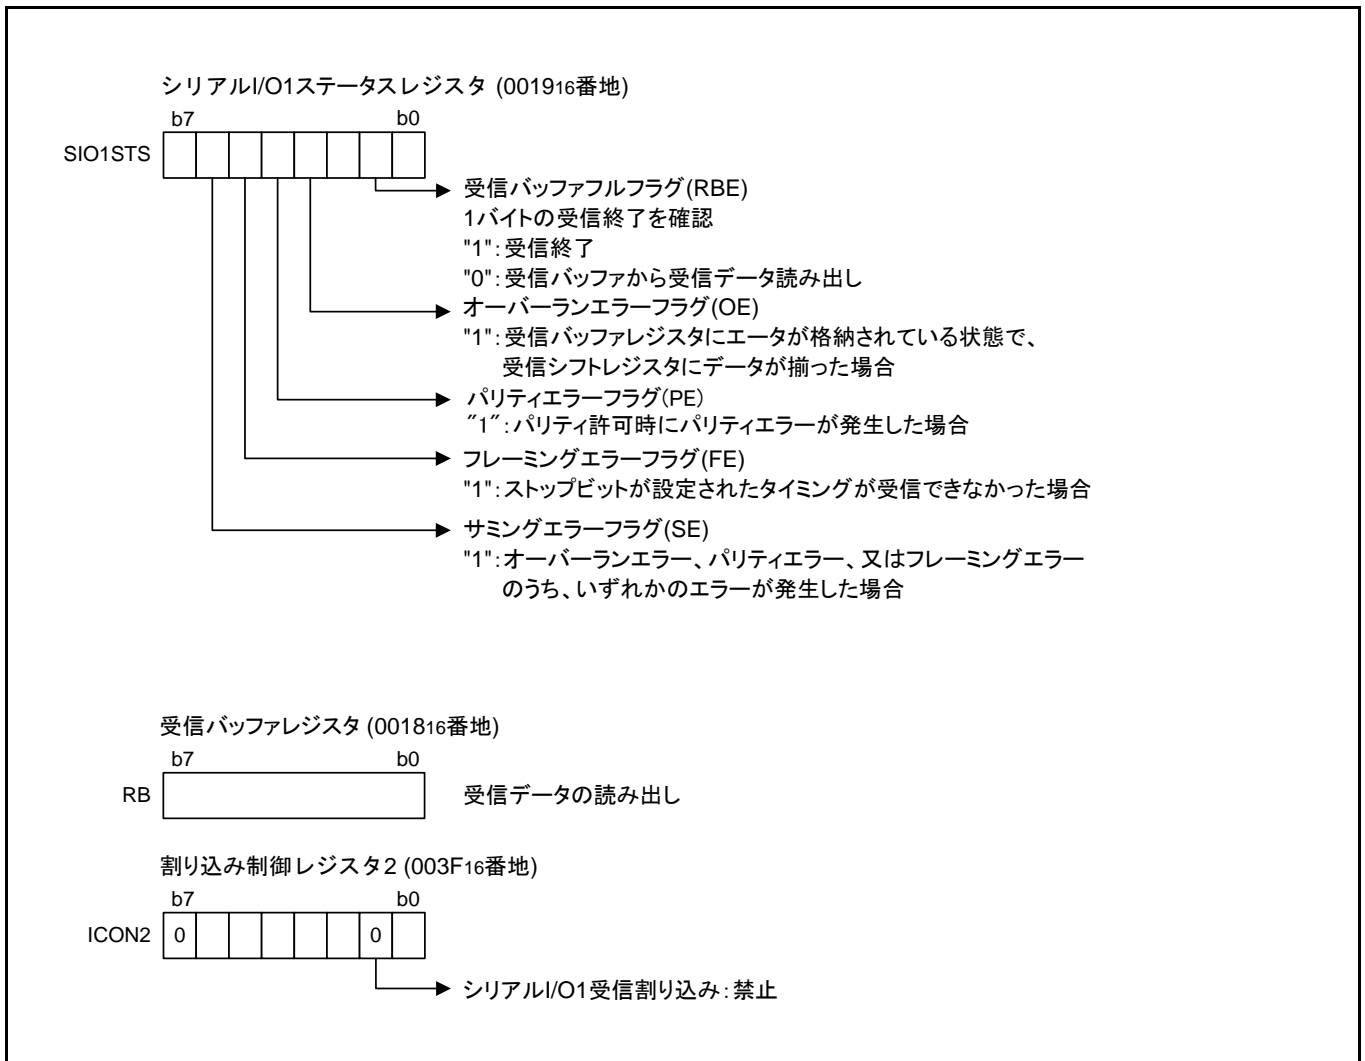 シリアルI/O1ステータスレジスタ (001916番地)
b7 b0
SIO1STS
受信バッファフルフラグ(RBE)
1バイトの受信終了を確認
"1":受信終了
"0":受信バッファから受信データ読み出し
オーバーランエラーフラグ(OE)
"1":受信バッファレジスタにエータが格納されている状態で、
受信シフトレジスタにデータが揃った場合
パリティエラーフラグ(PE)
″1″:パリティ許可時にパリティエラーが発生した場合
フレーミングエラーフラグ(FE)
"1":ストップビットが設定されたタイミングが受信できなかった場合
サミングエラーフラグ(SE)
"1":オーバーランエラー、パリティエラー、又はフレーミングエラー
のうち、いずれかのエラーが発生した場合
受信バッファレジスタ (001816番地)
b7 b0
RB 受信データの読み出し
割り込み制御レジスタ2 (003F16番地)
b7 b0
ICON2 0 0
シリアルI/O1受信割り込み:禁止